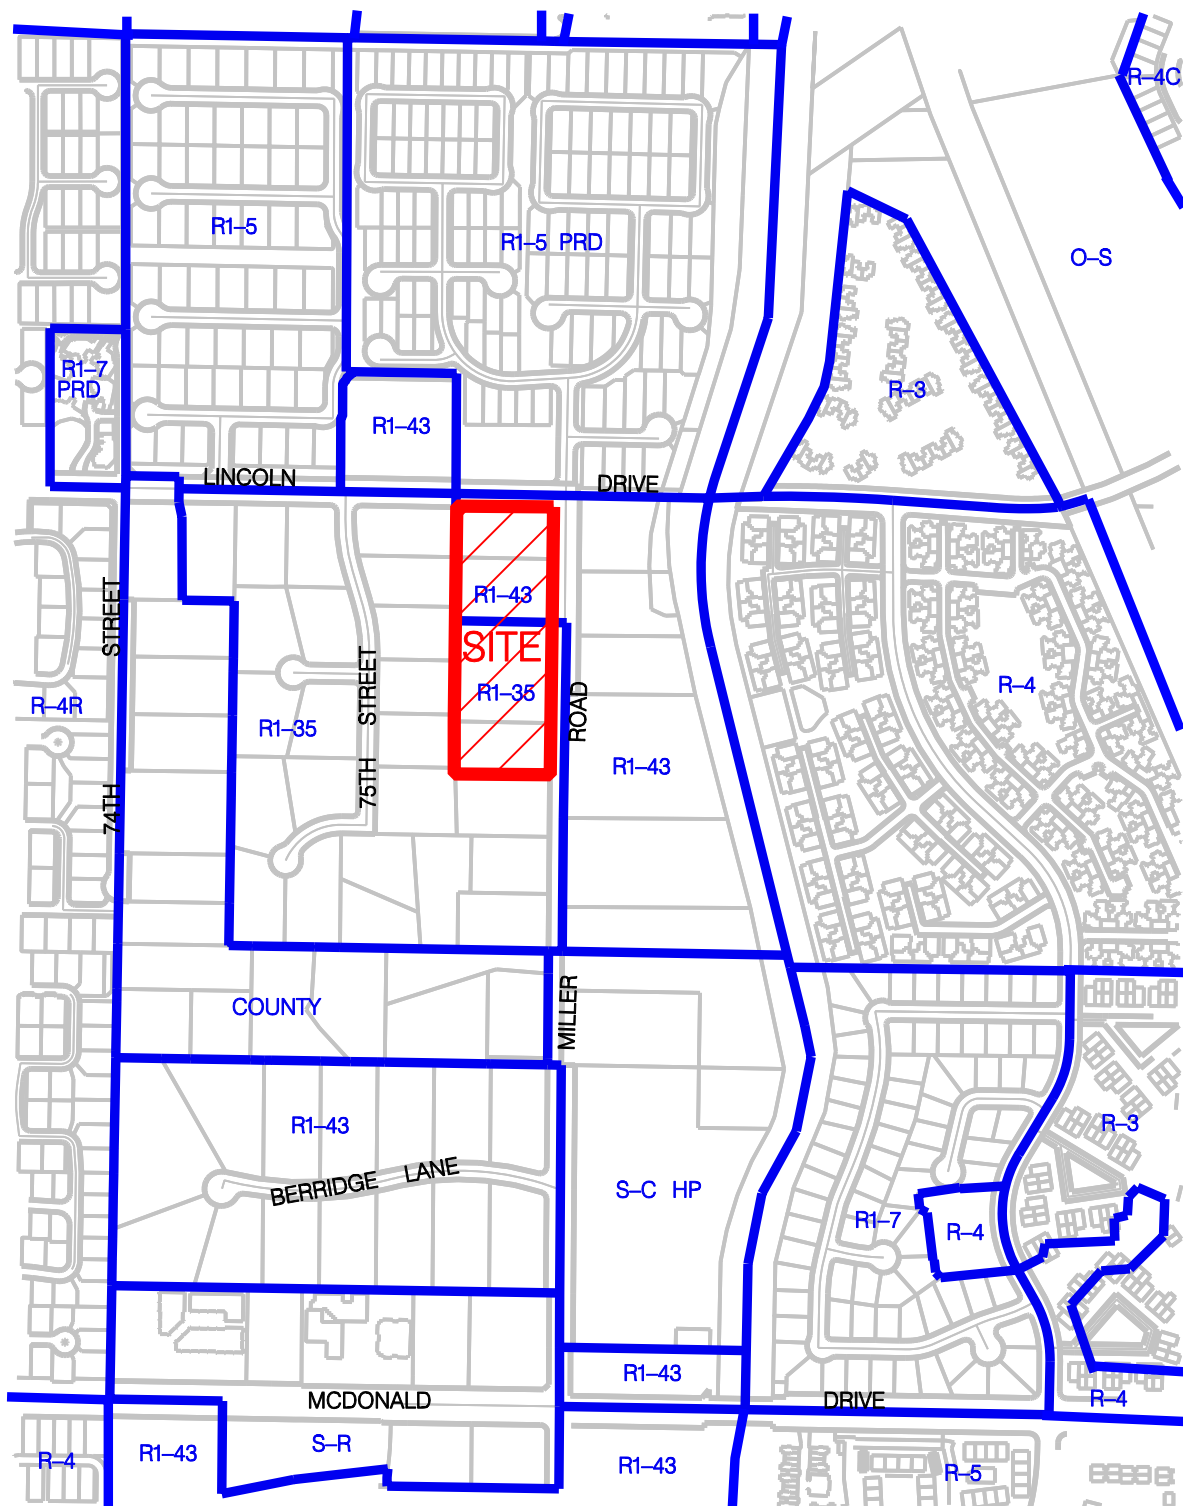 R–4C
R1–5
R1–5 PRD
O–S
R1–7
PRD
R–3
R1–43
LINCOLN
DRIVE
R1–43
STREET
SITE
R–4
R1–35
STREET
R–4R
ROAD
R1–35
R1–43
75TH
74TH
COUNTY
MILLER
R1–43
R–3
BERRIDGE LANE
S–C HP
R1–7
R–4
R1–43
MCDONALD
DRIVE
R–4
S–R
R1–43
R–4
R1–43
R–5